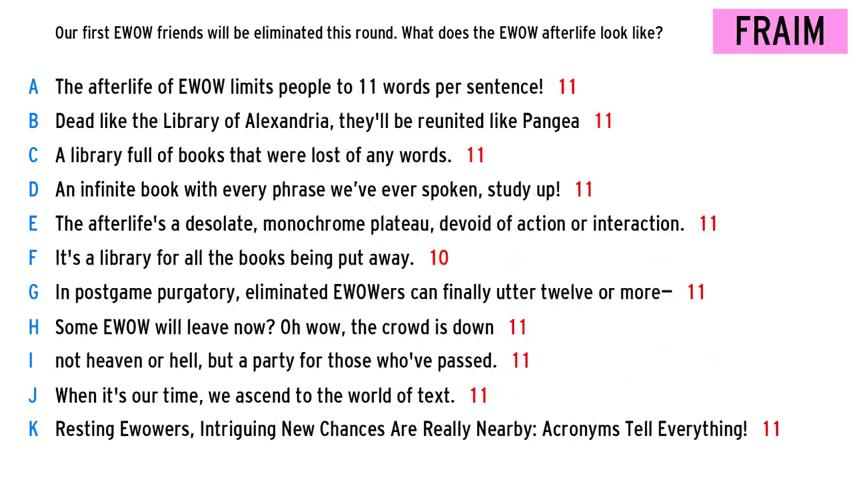 Our first EWOW friends will be eliminated this round. What does the EWOW afterlife look like?
FRAIM
A The afterlife of EWOW limits people to 11 words per sentence! 11
B Dead like the Library of Alexandria, they'll be reunited like Pangea 11
C A library full of books that were lost of any words. 11
D An infinite book with every phrase we’ve ever spoken, study up! 11
E The afterlife's a desolate, monochrome plateau, devoid of action or interaction. 11
F It's a library for all the books being put away. 10
G In postgame purgatory, eliminated EWOWers can finally utter twelve or more— 11
H Some EWOW will leave now? Oh wow, the crowd is down 11
I not heaven or hell, but a party for those who've passed. 11
J When it's our time, we ascend to the world of text. 11
K Resting Ewowers, Intriguing New Chances Are Really Nearby: Acronyms Tell Everything! 11